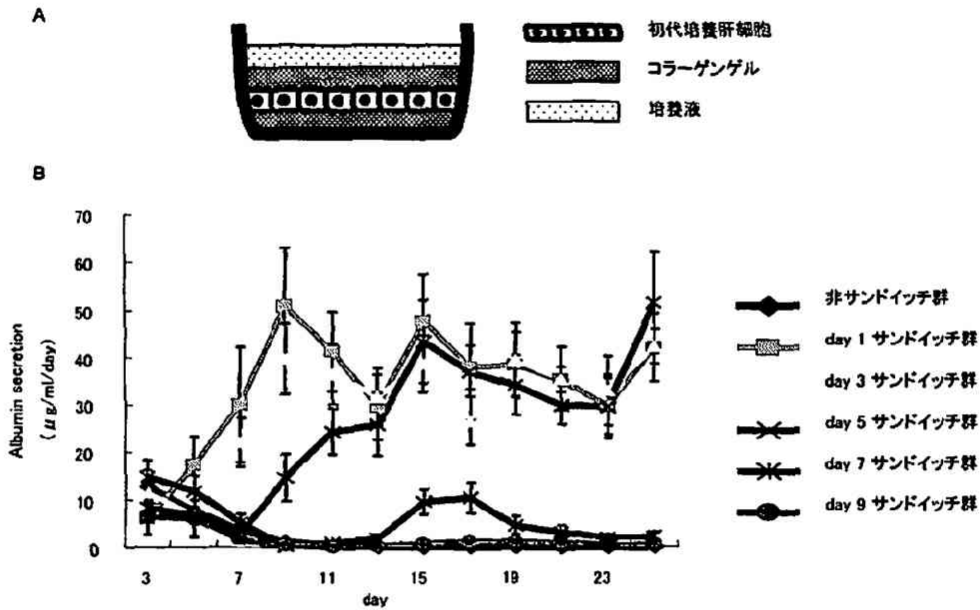 A
初代培養肝細胞
コラーゲンゲル
培養液
B
Albumin secretion
(μg/ml/day)
70
60
50
40
30
20
10
0
3
7
11
15
19
23
day
非サンドイッチ群
day 1 サンドイッチ群
day 3 サンドイッチ群
day 5 サンドイッチ群
day 7 サンドイッチ群
day 9 サンドイッチ群